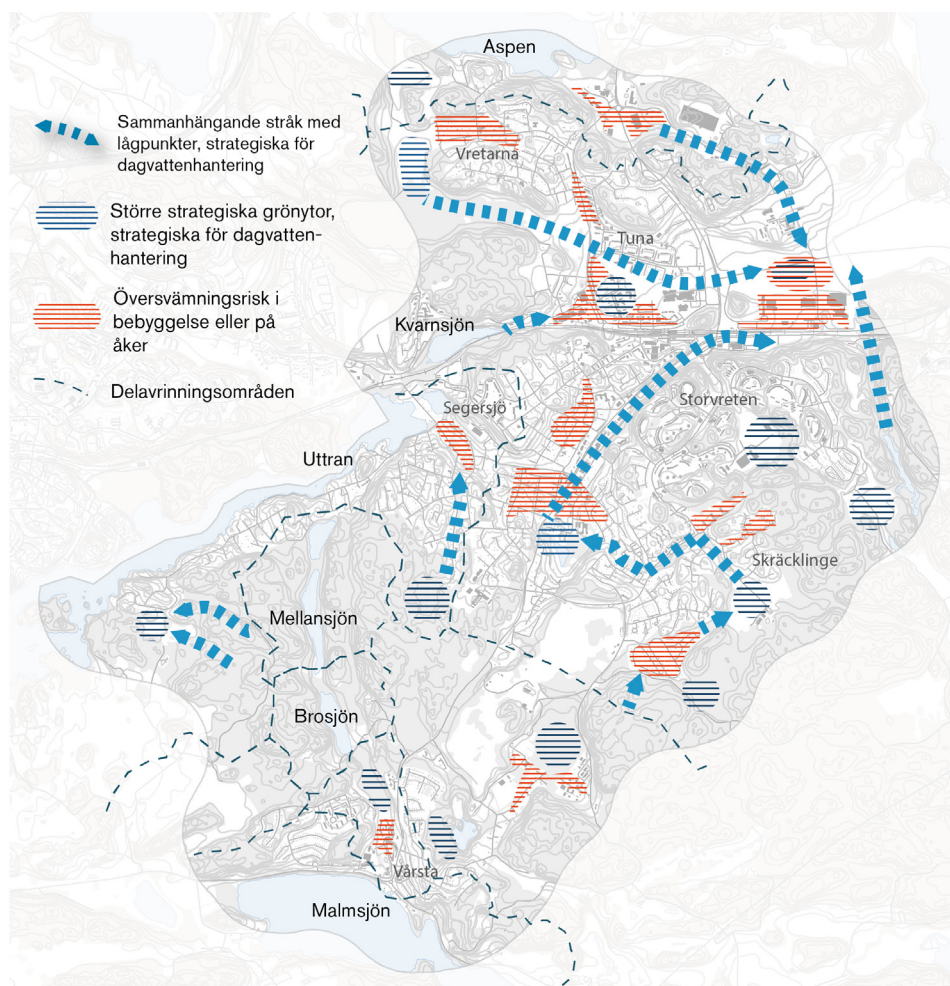 Aspen
Sammanhängande stråk med
lågpunkter, strategiska för
dagvattenhantering
Större strategiska grönytor,
strategiska för dagvatten-
hantering
Översvämningsrisk i
bebyggelse eller på
åker
Delavrinningsområden
Vretarna
Tuna
Kvarnsjön
Storvreten
Segersjö
Uttran
Skräcklinge
Mellansjön
Brosjön
Vårsta
Malmsjön